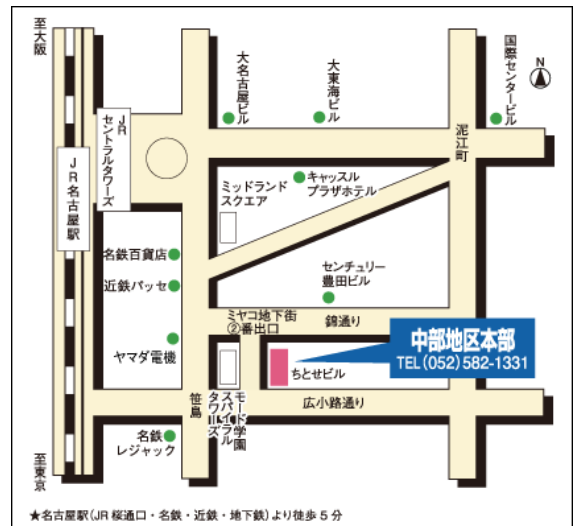 至大阪
大名古屋ビル
大東海ビル
国際センタービル
N
JR
セントラルタワーズ
JR名古屋駅
泥江町
ミッドランド
スクエア
キャッスル
プラザホテル
名鉄百貨店
近鉄パッセ
センチュリー
豊田ビル
ミヤコ地下街
②番出口
錦通り
ヤマダ電機
中部地区本部
TEL(052)582-1331
ちとせビル
笹島
モード学園
スパイラル
タワーズ
広小路通り
名鉄
レジャック
至東京
★名古屋駅(JR桜通口・名鉄・近鉄・地下鉄)より徒歩5分